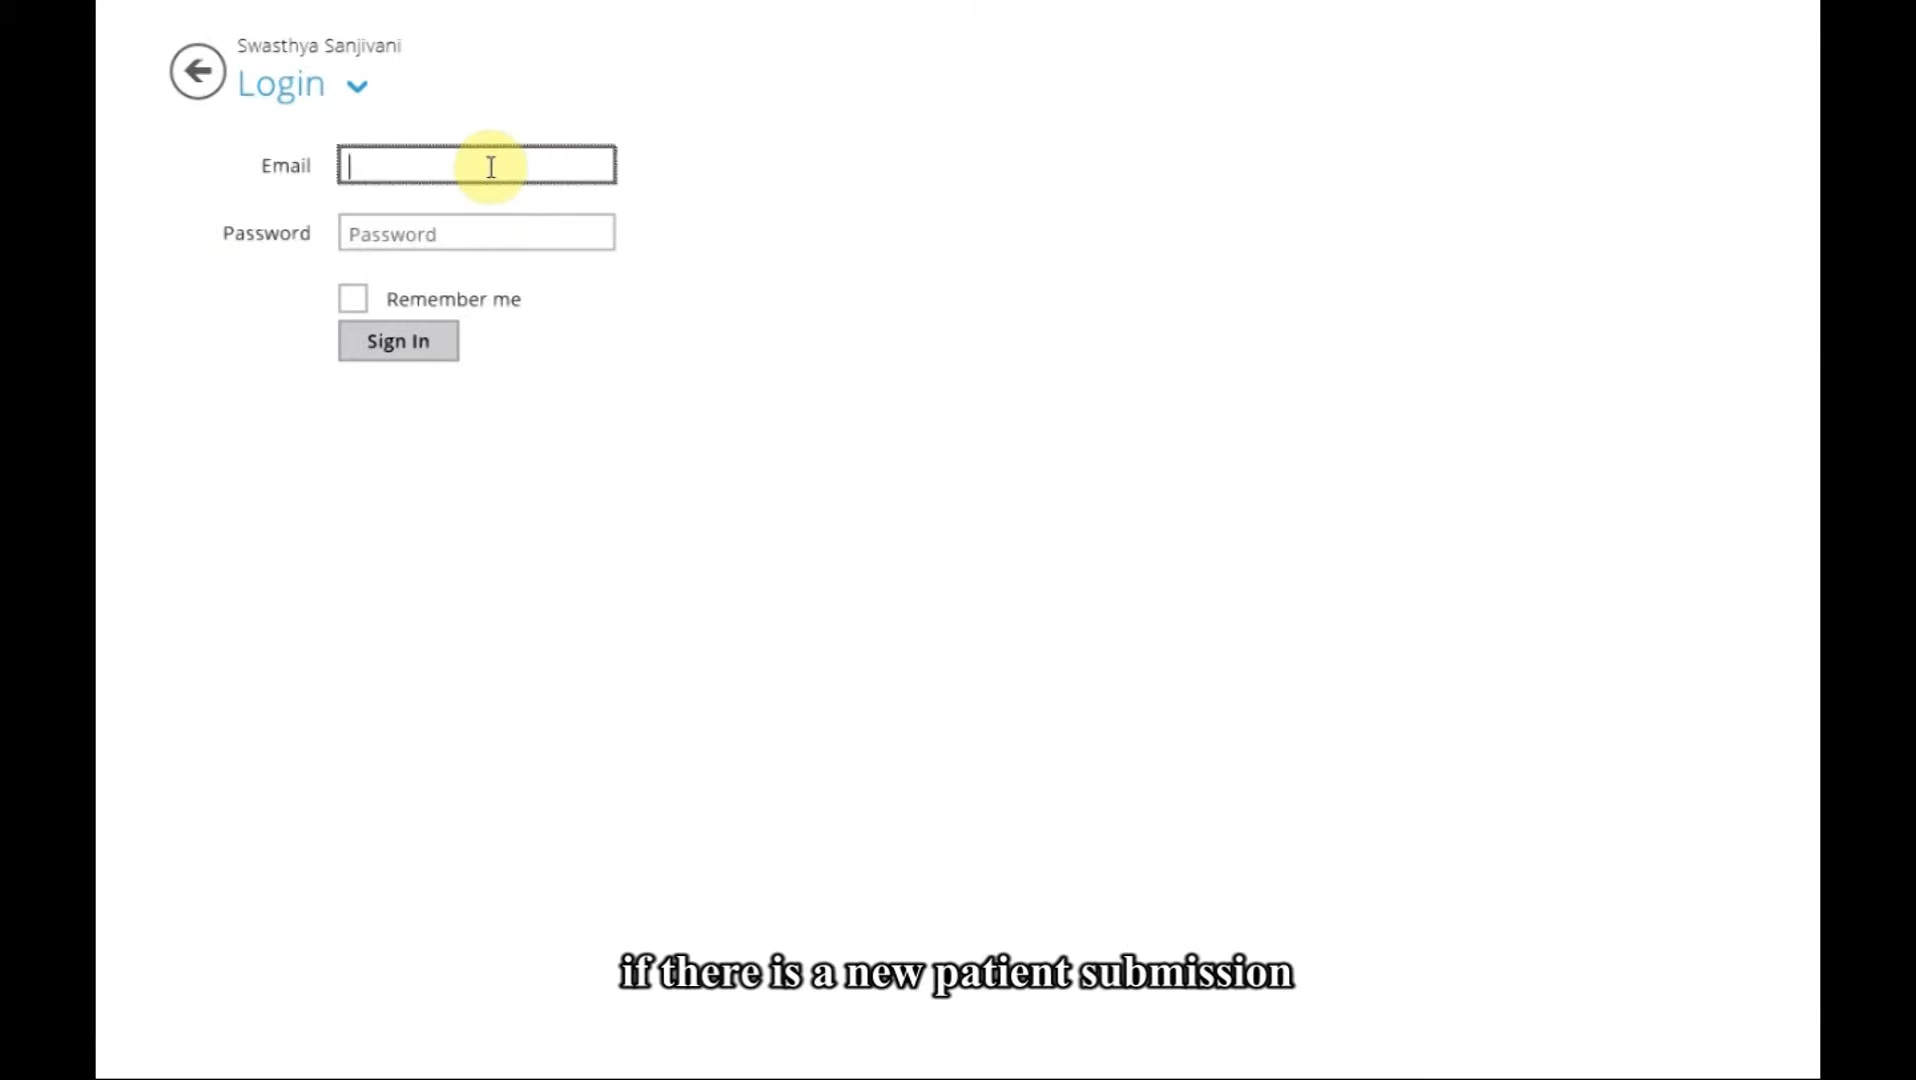 Swasthya Sanjivani
Login
Email
Password
Password
Remember me
Sign In
if there is a new patient submission